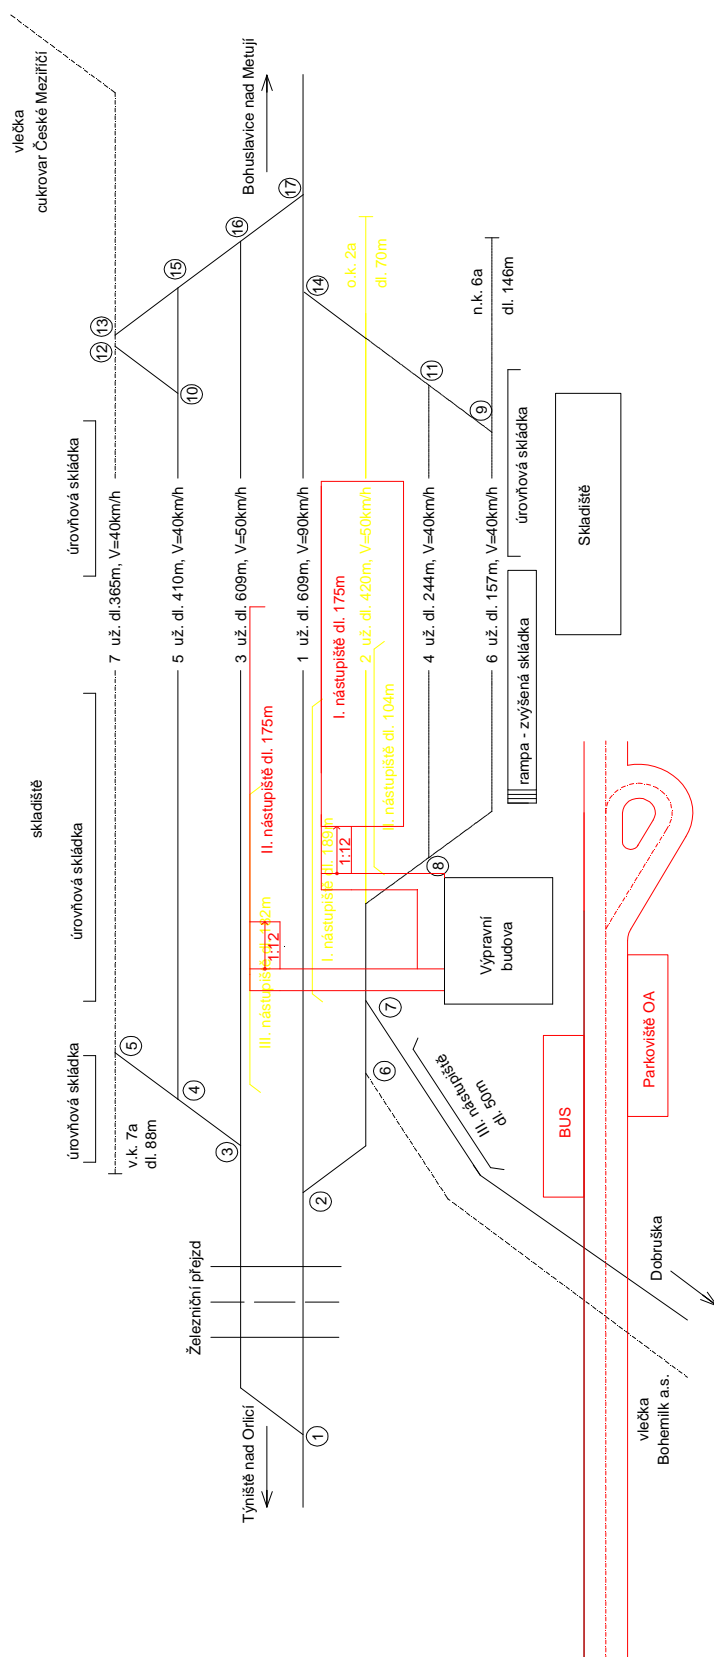 vlečka
cukrovar České Meziříčí
Bohuslavice nad Metují
17
16
15
13
12
14
10
11
9
o.k. 2a
dl. 70m
n.k. 6a
dl. 146m
úrovňová skládka
úrovňová skládka
Skladiště
7 už. dl.365m, V=40km/h
5 už. dl. 410m, V=40km/h
3 už. dl. 609m, V=50km/h
1 už. dl. 609m, V=90km/h
2 už. dl. 420m, V=50km/h
4 už. dl. 244m, V=40km/h
6 už. dl. 157m, V=40km/h
rampa - zvýšená skládka
skladiště
úrovňová skládka
II. nástupiště dl. 175m
I. nástupiště dl. 175m
II. nástupiště dl. 104m
I. nástupiště dl. 189m
1:12
1:12
8
Výpravní
budova
7
6
5
4
3
2
1
úrovňová skládka
v.k. 7a
dl. 88m
III. nástupiště
dl. 50m
BUS
Parkoviště OA
Železniční přejezd
Týniště nad Orlicí
Dobruška
vlečka
Bohemilk a.s.